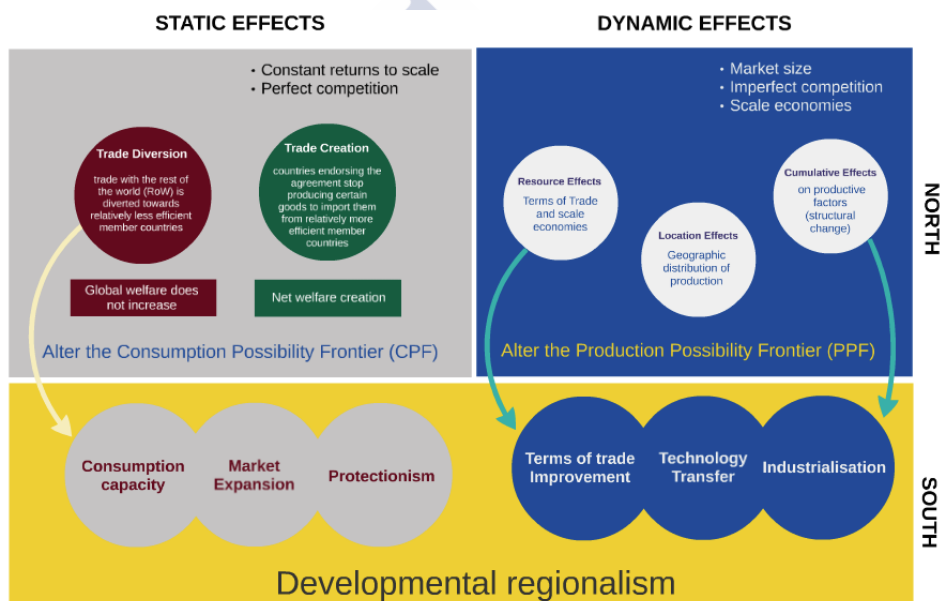 STATIC EFFECTS
DYNAMIC EFFECTS
• Constant returns to scale
• Perfect competition
Trade Diversion
trade with the rest of
the world (RoW) is
diverted towards
relatively less efficient
member countries
Trade Creation
countries endorsing the
agreement stop
producing certain
goods to import them
from relatively more
efficient member
countries
Global welfare does
not increase
Net welfare creation
Alter the Consumption Possibility Frontier (CPF)
• Market size
• Imperfect competition
• Scale economies
Resource Effects
Terms of Trade
and scale
economies
Location Effects
Geographic
distribution of
production
Cumulative Effects
on productive
factors
(structural
change)
Alter the Production Possibility Frontier (PPF)
NORTH
Consumption
capacity
Market
Expansion
Protectionism
Terms of trade
Improvement
Technology
Transfer
Industrialisation
SOUTH
Developmental regionalism